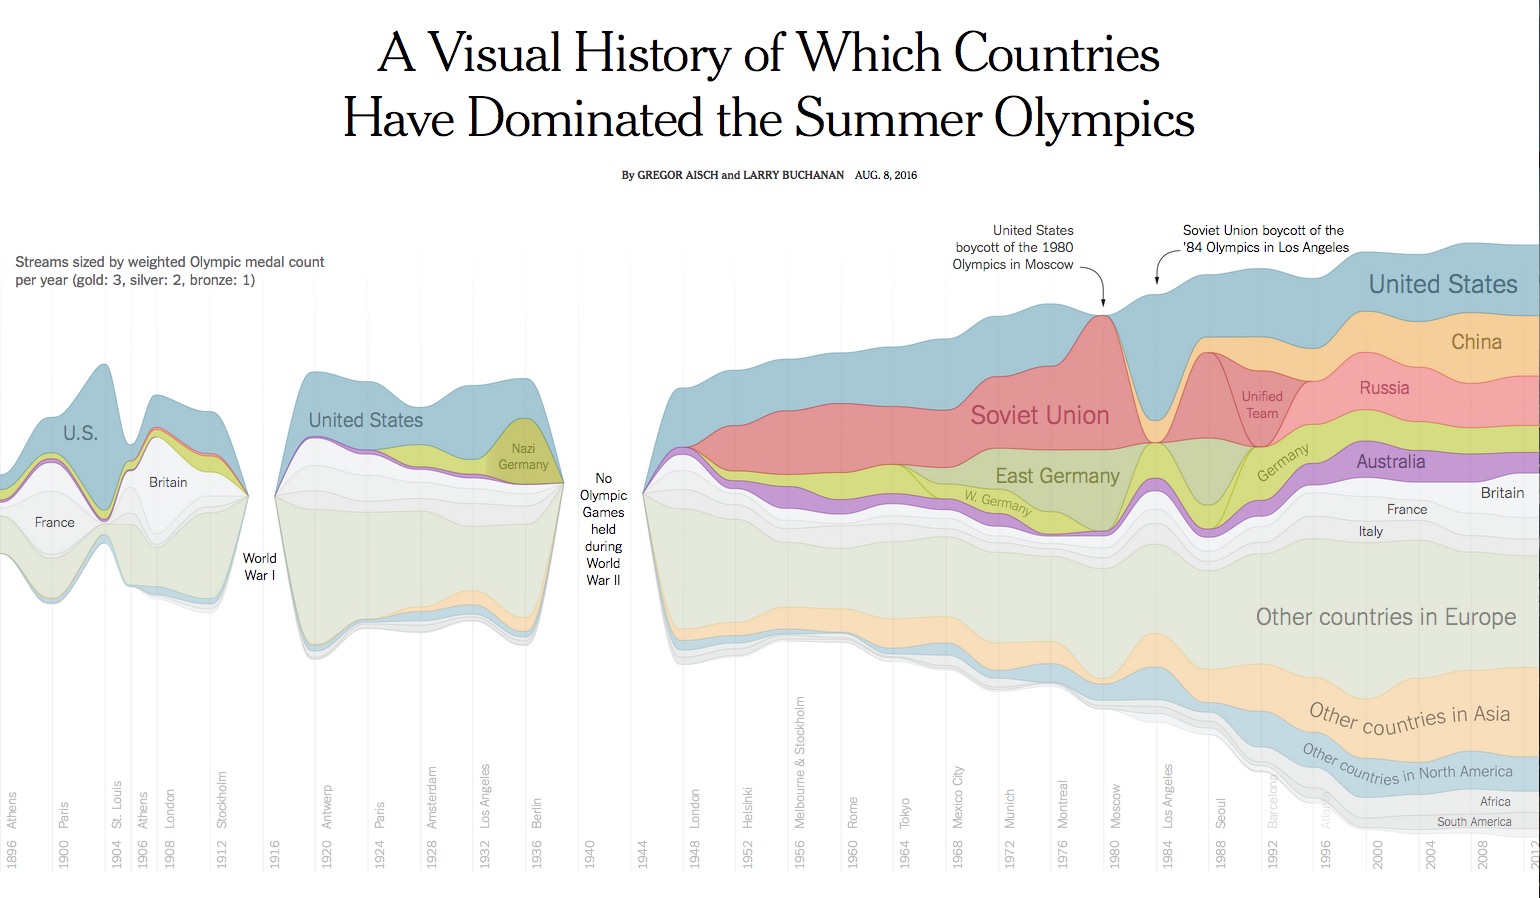 A Visual History of Which Countries
Have Dominated the Summer Olympics
By GREGOR AISCH and LARRY BUCHANAN AUG. 8, 2016
Streams sized by weighted Olympic medal count
per year (gold: 3, silver: 2, bronze: 1)
United States
boycott of the 1980
Olympics in Moscow
Soviet Union boycott of the
'84 Olympics in Los Angeles
U.S.
Britain
France
World
War I
United States
Nazi
Germany
No
Olympic
Games
held
during
World
War II
Soviet Union
East Germany
W. Germany
Unified
Team
Germany
United States
China
Russia
Australia
Britain
France
Italy
Other countries in Europe
Other countries in Asia
Other countries in North America
Africa
South America
1896 Athens
1900 Paris
1904 St. Louis
1906 Athens
1908 London
1912 Stockholm
1916
1920 Antwerp
1924 Paris
1928 Amsterdam
1932 Los Angeles
1936 Berlin
1940
1944
1948 London
1952 Helsinki
1956 Melbourne & Stockholm
1960 Rome
1964 Tokyo
1968 Mexico City
1972 Munich
1976 Montreal
1980 Moscow
1984 Los Angeles
1988 Seoul
1992 Barcelona
1996
2000
2004
2008
2012